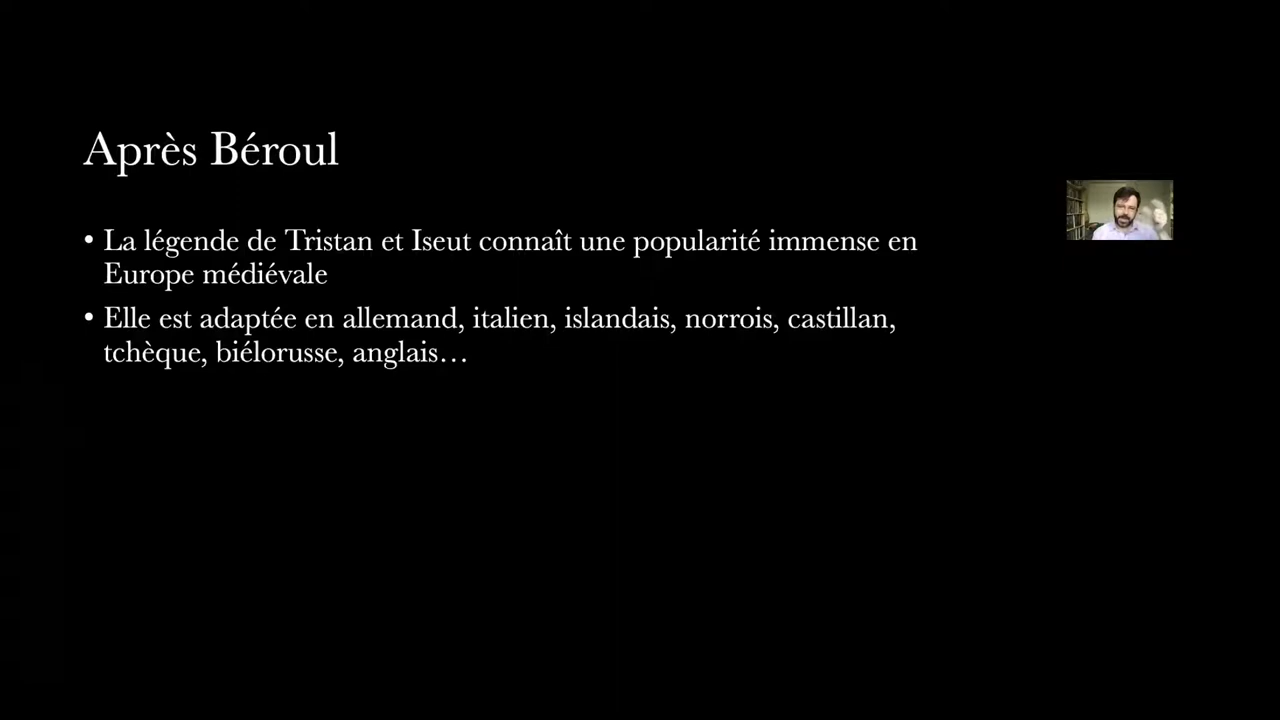 Après Béroul
• La légende de Tristan et Iseut connaît une popularité immense en
Europe médiévale
• Elle est adaptée en allemand, italien, islandais, norrois, castillan,
tchèque, biélorusse, anglais…